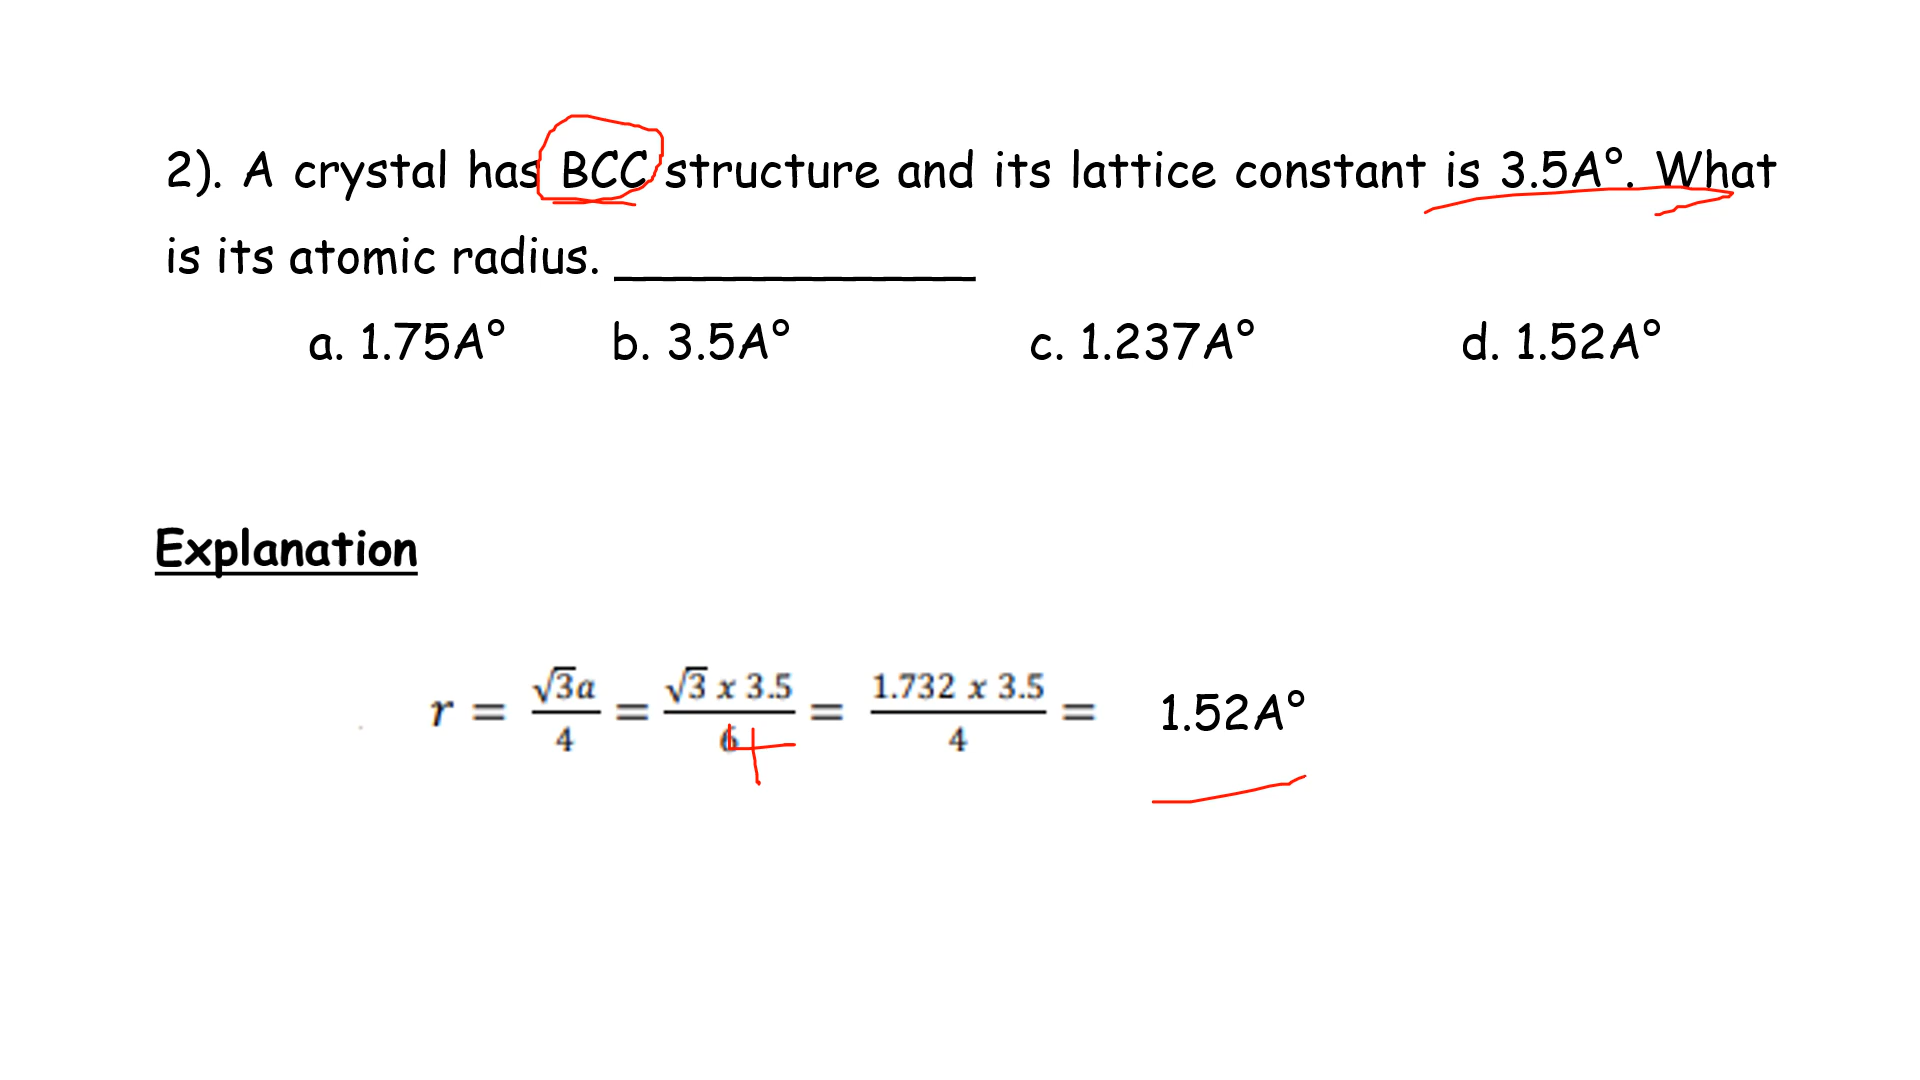 2). A crystal has BCC structure and its lattice constant is 3.5A°. What
is its atomic radius. ____________
a. 1.75A° b. 3.5A° c. 1.237A° d. 1.52A°
Explanation
r = √3a/4 = √3 x 3.5/6 4 = 1.732 x 3.5/4 = 1.52A°